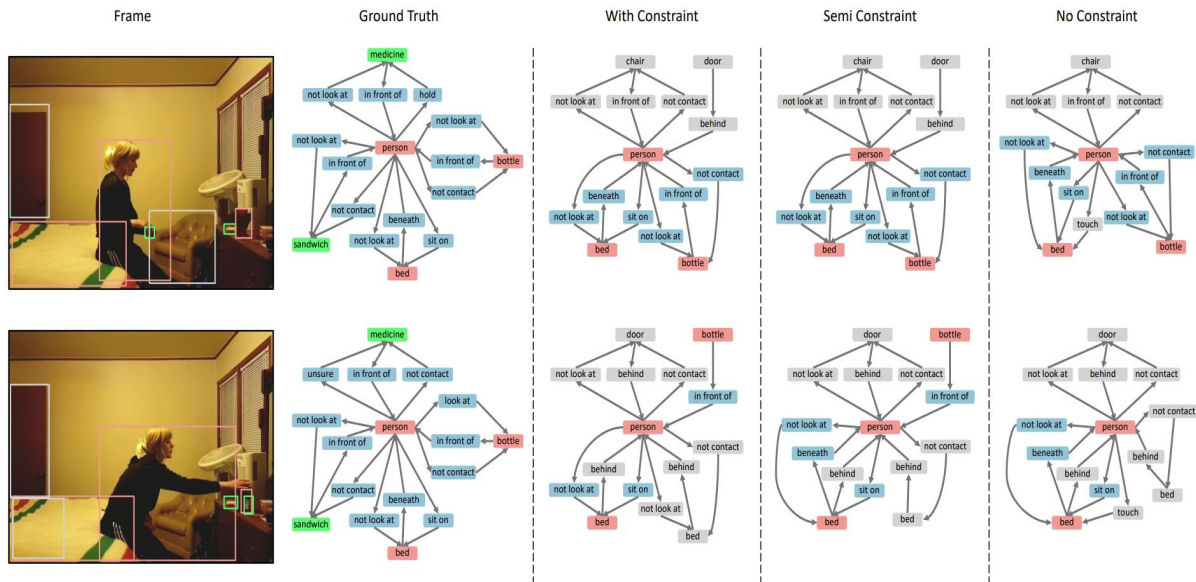 Frame
Ground Truth
With Constraint
Semi Constraint
No Constraint
medicine
not look at
in front of
hold
not look at
not look at
person
in front of
in front of
bottle
not contact
not contact
beneath
sandwich
not look at
sit on
bed
chair
door
not look at
in front of
not contact
behind
person
not contact
beneath
in front of
not look at
sit on
not look at
bed
bottle
chair
door
not look at
in front of
not contact
behind
person
not contact
beneath
in front of
not look at
sit on
not look at
bed
bottle
chair
not look at
in front of
not contact
not look at
person
not contact
beneath
sit on
in front of
touch
not look at
bed
bottle
medicine
unsure
in front of
not contact
look at
not look at
person
in front of
in front of
bottle
not contact
not contact
beneath
sandwich
not look at
sit on
bed
door
bottle
not look at
behind
not contact
in front of
person
not contact
behind
behind
not look at
sit on
not look at
bed
bed
door
bottle
not look at
behind
not contact
in front of
not look at
person
not contact
beneath
behind
behind
sit on
bed
bed
door
not look at
behind
not contact
not contact
not look at
person
beneath
behind
behind
sit on
bed
touch
bed